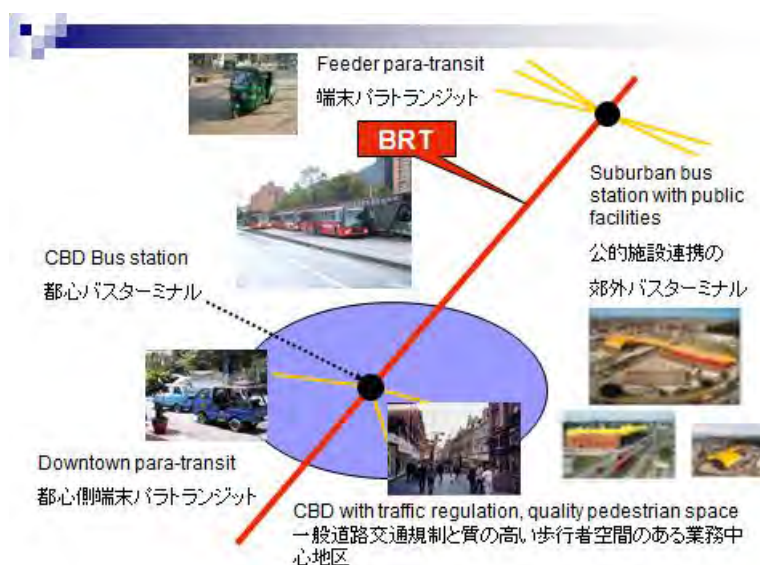 Feeder para-transit
端末パラトランジット
BRT
Suburban bus
station with public
facilities
公的施設連携の
郊外バスターミナル
CBD Bus station
都心バスターミナル
Downtown para-transit
都心側端末パラトランジット
CBD with traffic regulation, quality pedestrian space
一般道路交通規制と質の高い歩行者空間のある業務中
心地区